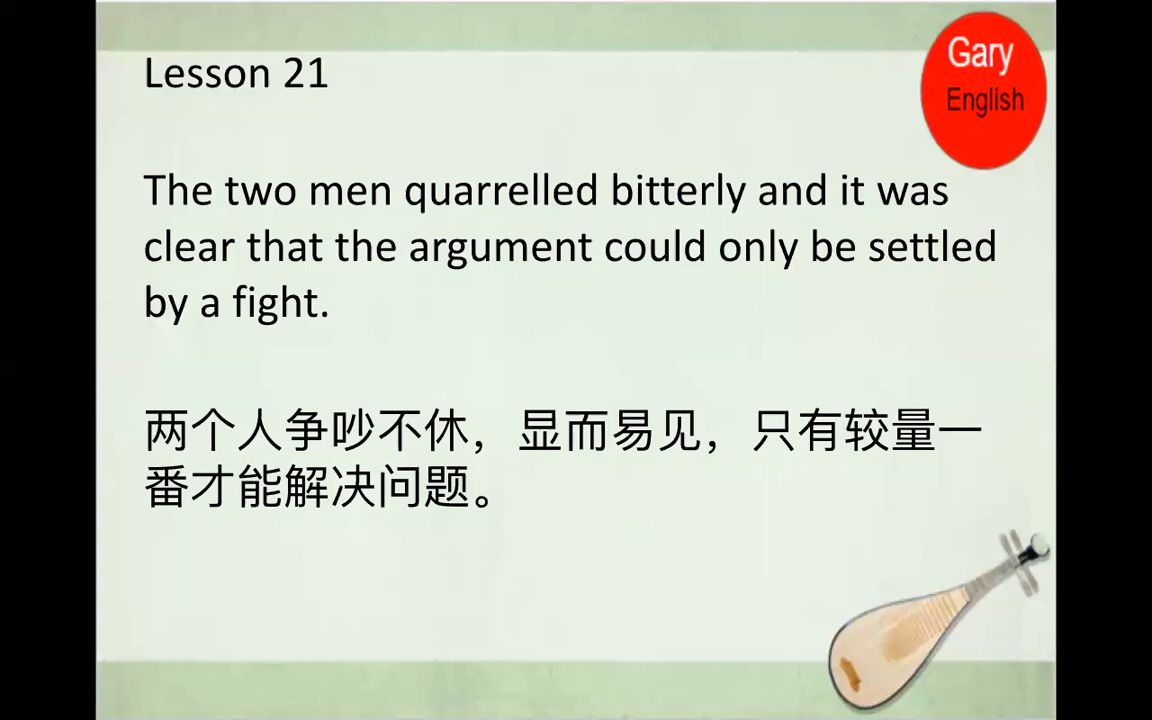 Lesson 21
Gary
English
The two men quarrelled bitterly and it was
clear that the argument could only be settled
by a fight.
两个人争吵不休，显而易见，只有较量一
番才能解决问题。